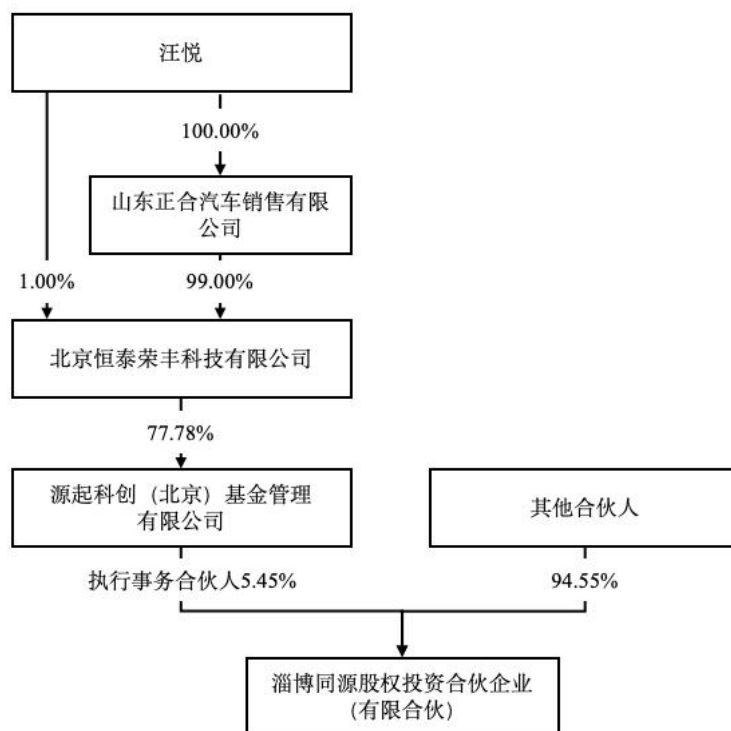 汪悦
100.00%
山东正合汽车销售有限
公司
1.00%
99.00%
北京恒泰荣丰科技有限公司
77.78%
源起科创（北京）基金管理
有限公司
其他合伙人
执行事务合伙人5.45%
94.55%
淄博同源股权投资合伙企业
(有限合伙)